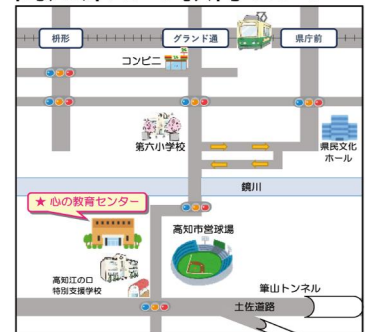 枡形
グランド通
県庁前
コンビニ
第六小学校
県民文化
ホール
鏡川
★ 心の教育センター
高知市営球場
高知江の口
特別支援学校
筆山トンネル
土佐道路